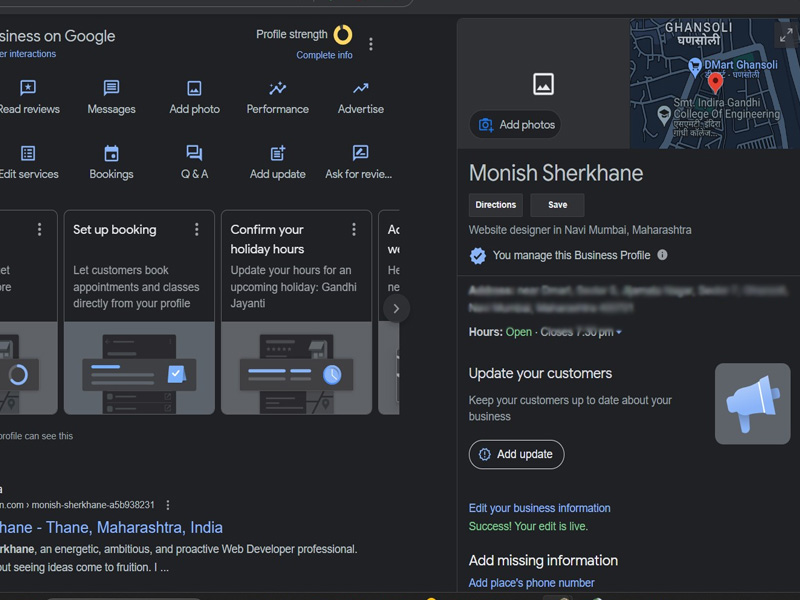 siness on Google
er interactions
Profile strength
Complete info
Read reviews
Messages
Add photo
Performance
Advertise
Edit services
Bookings
Q & A
Add update
Ask for revie...
et
ore
Set up booking
Let customers book
appointments and classes
directly from your profile
Confirm your
holiday hours
Update your hours for an
upcoming holiday: Gandhi
Jayanti
Ac
we
He
ne
profile can see this
a
n.com › monish-sherkhane-a5b938231
hane - Thane, Maharashtra, India
rkhane, an energetic, ambitious, and proactive Web Developer professional.
out seeing ideas come to fruition. I ...
Add photos
GHANSOLI
घणसोली
DMart Ghansoli
घणसोली
Smt. Indira Gandhi
College Of Engineering
एसएमटी. इंदिरा
गांधी कॉलेज...
Monish Sherkhane
Directions
Save
Website designer in Navi Mumbai, Maharashtra
You manage this Business Profile
Address:
Hours: Open · Closes 7:30 pm
Update your customers
Keep your customers up to date about your
business
Add update
Edit your business information
Success! Your edit is live.
Add missing information
Add place's phone number